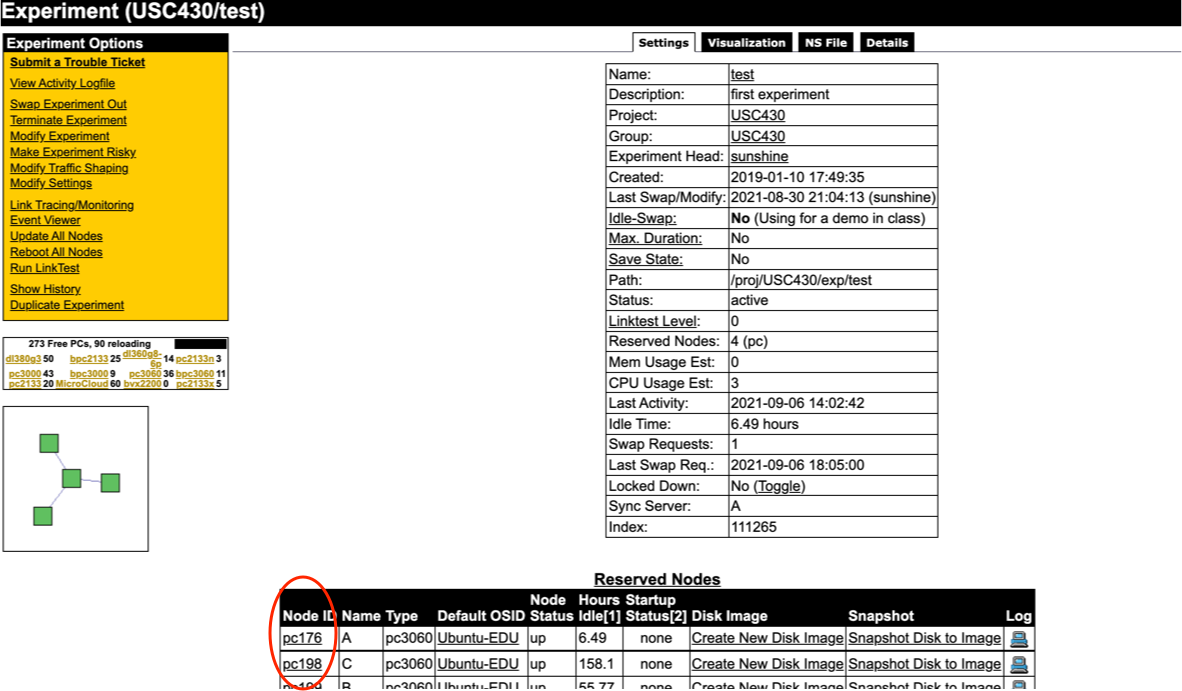 Experiment (USC430/test)
Experiment Options
Submit a Trouble Ticket
View Activity Logfile
Swap Experiment Out
Terminate Experiment
Modify Experiment
Make Experiment Risky
Modify Traffic Shaping
Modify Settings
Link Tracing/Monitoring
Event Viewer
Update All Nodes
Reboot All Nodes
Run LinkTest
Show History
Duplicate Experiment
273 Free PCs, 90 reloading
dl380g3 50 bpc2133 25 dl360g8-6p 14 pc2133n 3
pc3000 43 bpc3000 9 pc3060 36 bpc3060 11
pc2133 20 MicroCloud 60 bvx2200 0 pc2133x 5
Settings Visualization NS File Details
Name: test
Description: first experiment
Project: USC430
Group: USC430
Experiment Head: sunshine
Created: 2019-01-10 17:49:35
Last Swap/Modify: 2021-08-30 21:04:13 (sunshine)
Idle-Swap: No (Using for a demo in class)
Max. Duration: No
Save State: No
Path: /proj/USC430/exp/test
Status: active
Linktest Level: 0
Reserved Nodes: 4 (pc)
Mem Usage Est: 0
CPU Usage Est: 3
Last Activity: 2021-09-06 14:02:42
Idle Time: 6.49 hours
Swap Requests: 1
Last Swap Req.: 2021-09-06 18:05:00
Locked Down: No (Toggle)
Sync Server: A
Index: 111265
Reserved Nodes
Node ID Name Type Default OSID Node Status Hours Idle[1] Startup Status[2] Disk Image Snapshot Log
pc176 A pc3060 Ubuntu-EDU up 6.49 none Create New Disk Image Snapshot Disk to Image
pc198 C pc3060 Ubuntu-EDU up 158.1 none Create New Disk Image Snapshot Disk to Image
pc199 B pc3060 Ubuntu-EDU up 55.77 none Create New Disk Image Snapshot Disk to Image